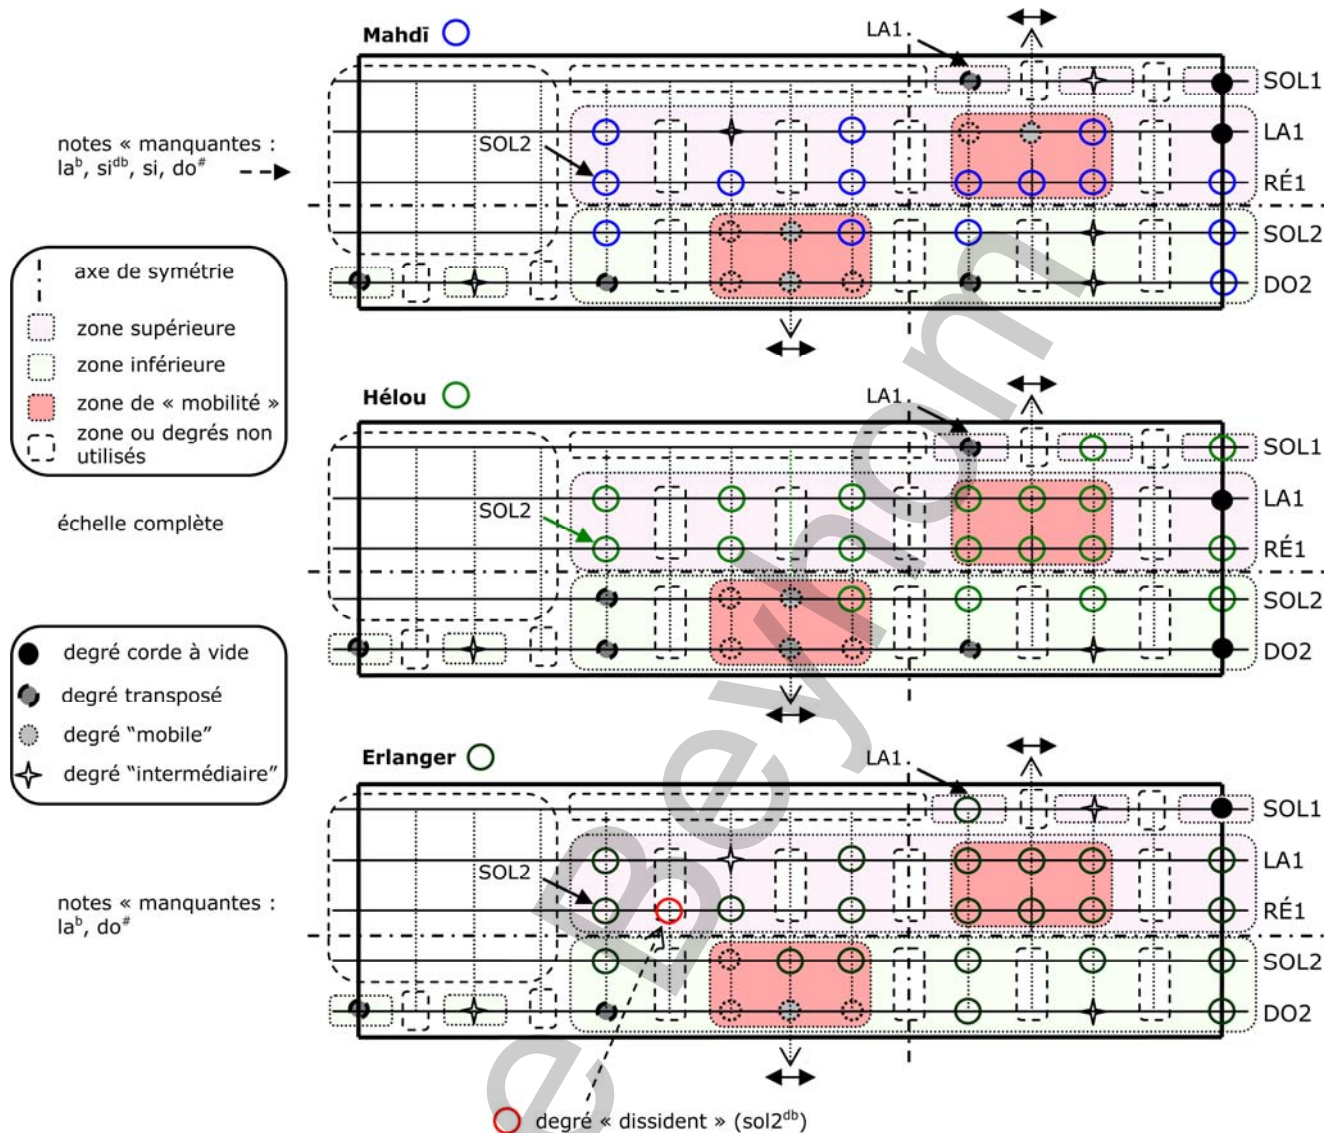 Mahdī
LA1
SOL1
LA1
RÉ1
SOL2
DO2
SOL2
notes « manquantes :
la^b, si^db, si, do^#
axe de symétrie
zone supérieure
zone inférieure
zone de « mobilité »
zone ou degrés non
utilisés
Hélou
LA1
SOL1
LA1
RÉ1
SOL2
DO2
SOL2
échelle complète
degré corde à vide
degré transposé
degré “mobile”
degré “intermédiaire”
Erlanger
LA1
SOL1
LA1
RÉ1
SOL2
DO2
SOL2
notes « manquantes :
la^b, do^#
degré « dissident » (sol2^db)
e Beyhom